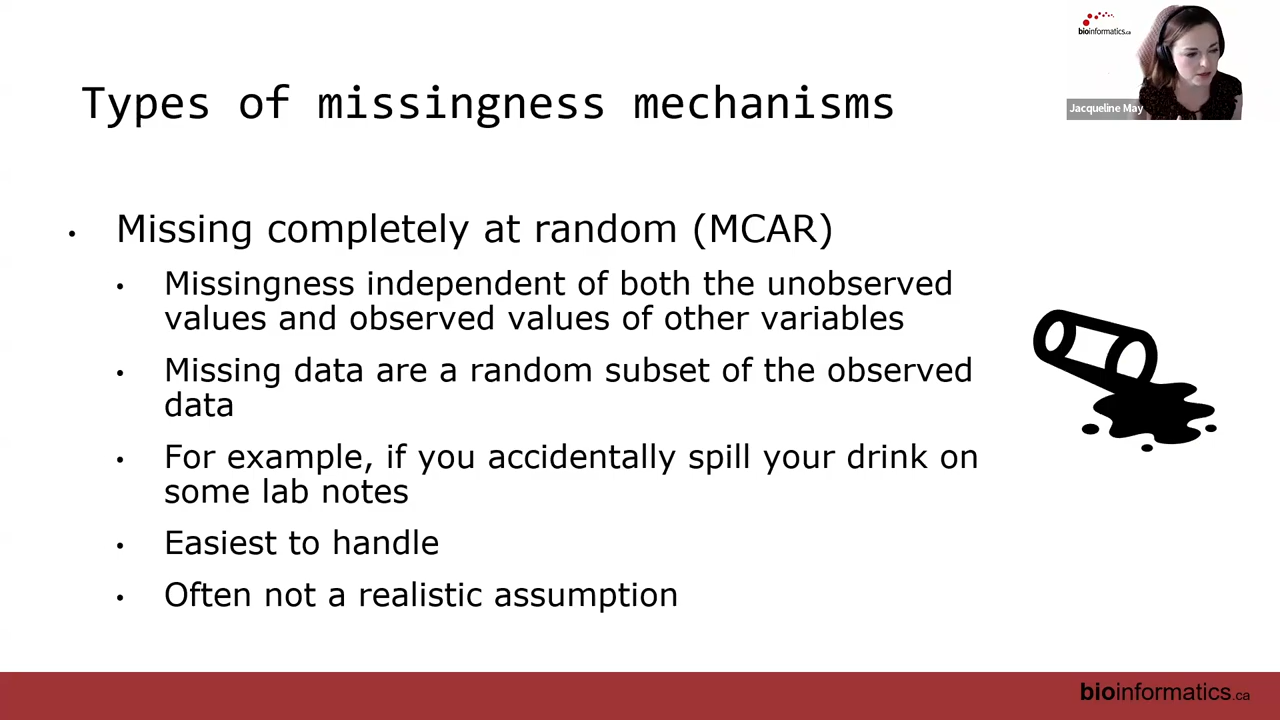 bioinformatics.ca
Jacqueline May
Types of missingness mechanisms
• Missing completely at random (MCAR)
• Missingness independent of both the unobserved
values and observed values of other variables
• Missing data are a random subset of the observed
data
• For example, if you accidentally spill your drink on
some lab notes
• Easiest to handle
• Often not a realistic assumption
bioinformatics.ca